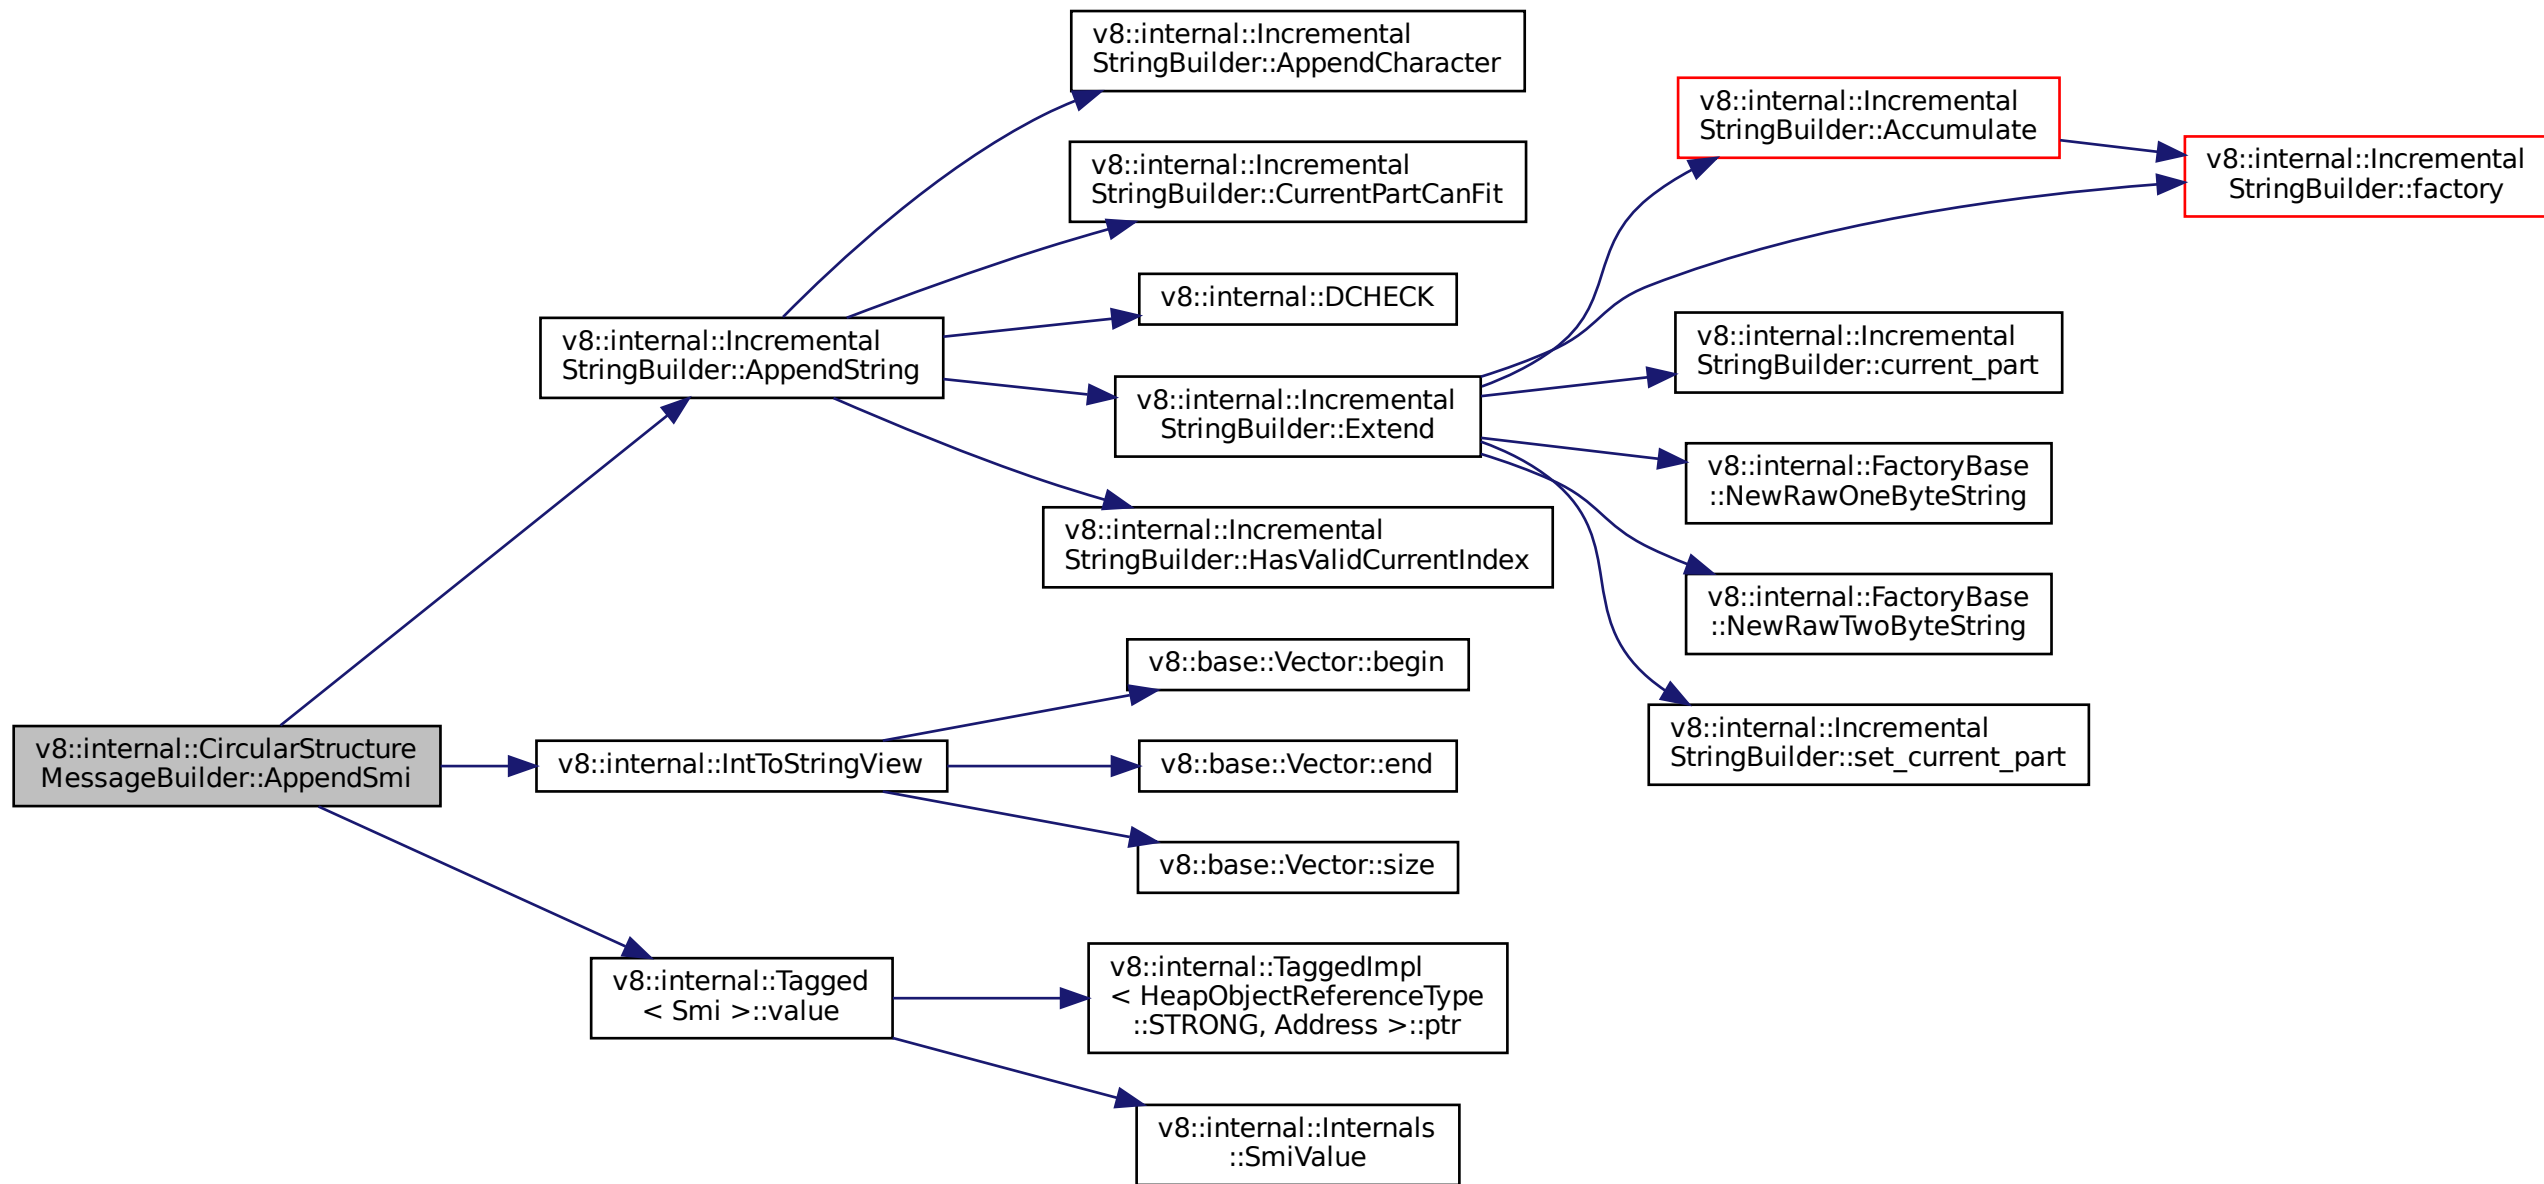 v8::internal::CircularStructure
MessageBuilder::AppendSmi
v8::internal::Incremental
StringBuilder::AppendString
v8::internal::IntToStringView
v8::internal::Tagged
< Smi >::value
v8::internal::Incremental
StringBuilder::AppendCharacter
v8::internal::Incremental
StringBuilder::CurrentPartCanFit
v8::internal::DCHECK
v8::internal::Incremental
StringBuilder::Extend
v8::internal::Incremental
StringBuilder::HasValidCurrentIndex
v8::base::Vector::begin
v8::base::Vector::end
v8::base::Vector::size
v8::internal::TaggedImpl
< HeapObjectReferenceType
::STRONG, Address >::ptr
v8::internal::Internals
::SmiValue
v8::internal::Incremental
StringBuilder::Accumulate
v8::internal::Incremental
StringBuilder::current_part
v8::internal::FactoryBase
::NewRawOneByteString
v8::internal::FactoryBase
::NewRawTwoByteString
v8::internal::Incremental
StringBuilder::set_current_part
v8::internal::Incremental
StringBuilder::factory